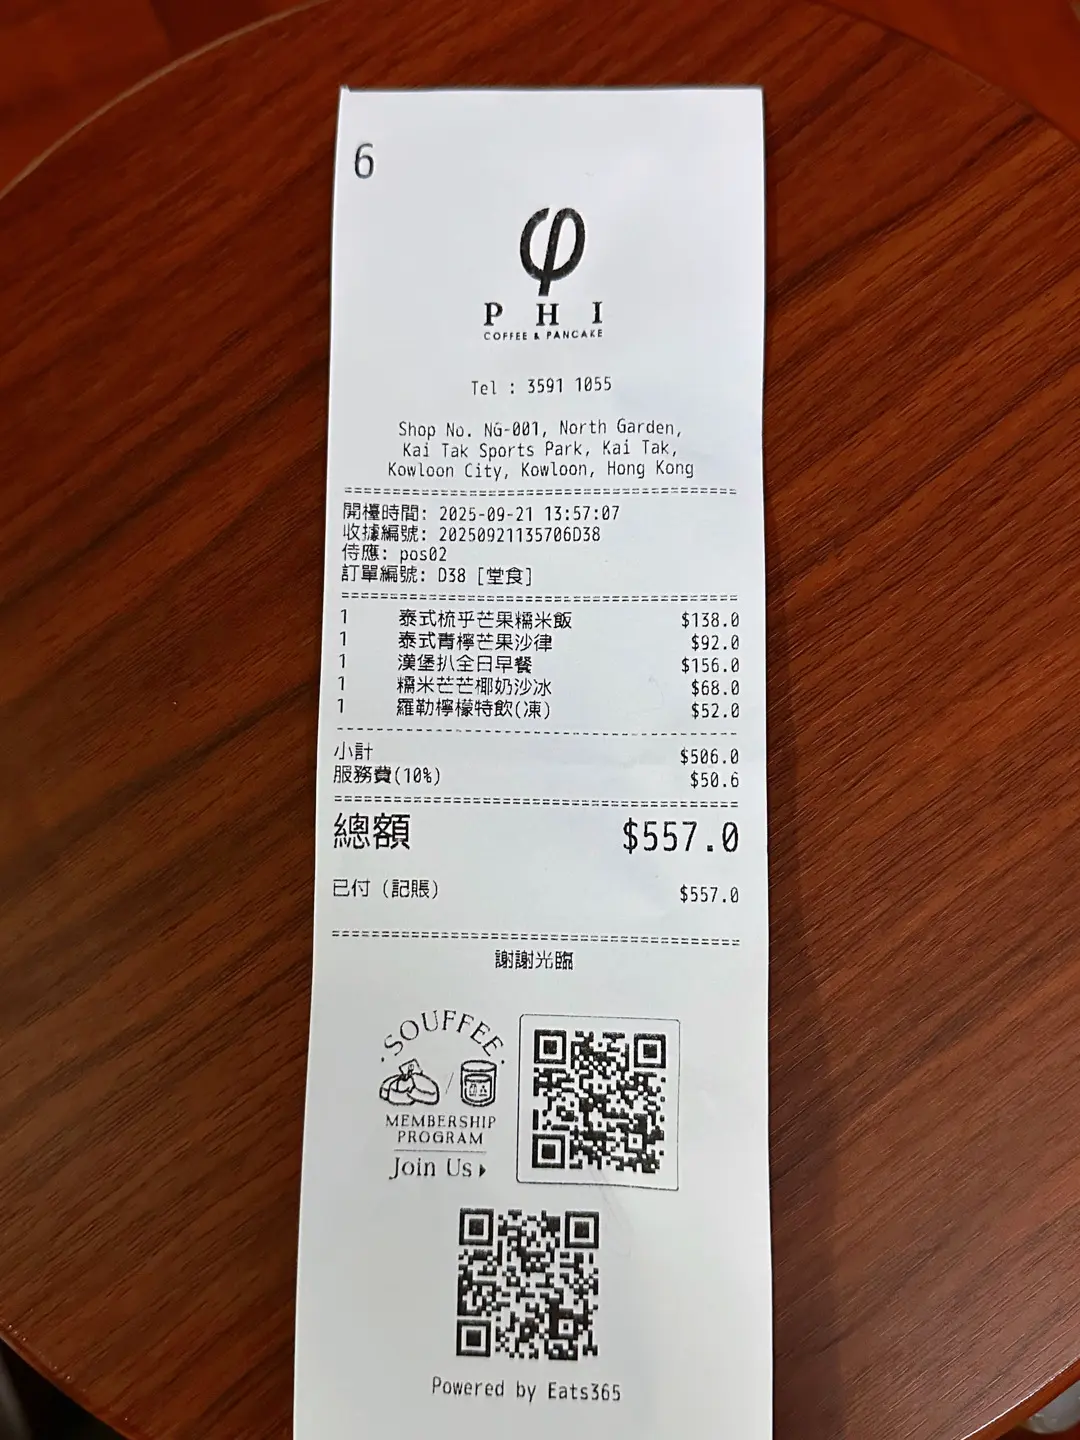 6
φ
PHI
COFFEE & PANCAKE
Tel : 3591 1055
Shop No. NG-001, North Garden,
Kai Tak Sports Park, Kai Tak,
Kowloon City, Kowloon, Hong Kong
開檯時間: 2025-09-21 13:57:07
收據編號: 20250921135706D38
侍應: pos02
訂單編號: D38 [堂食]
1 泰式梳乎芒果糯米飯 $138.0
1 泰式青檸芒果沙律 $92.0
1 漢堡扒全日早餐 $156.0
1 糯米芒芒椰奶沙冰 $68.0
1 羅勒檸檬特飲(凍) $52.0
小計 $506.0
服務費(10%) $50.6
總額 $557.0
已付 (記賬) $557.0
謝謝光臨
·SOUFFEE·
MEMBERSHIP
PROGRAM
Join Us
Powered by Eats365